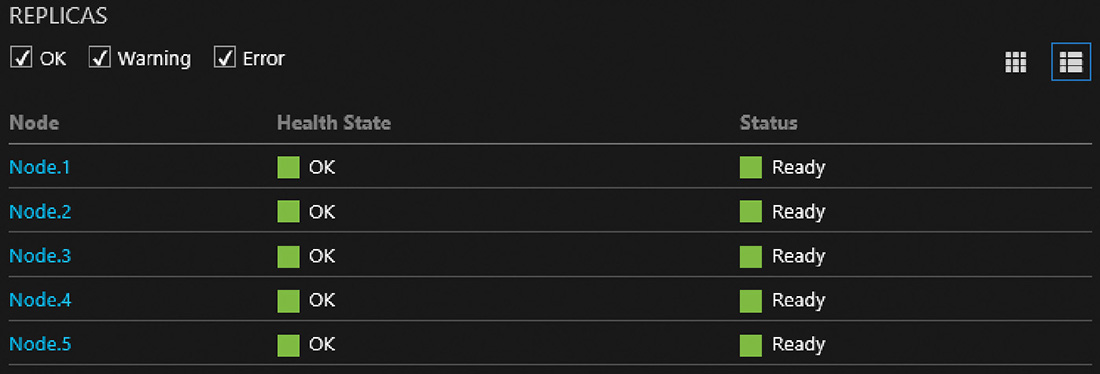 REPLICAS
OK Warning Error
Node Health State Status
Node.1 OK Ready
Node.2 OK Ready
Node.3 OK Ready
Node.4 OK Ready
Node.5 OK Ready